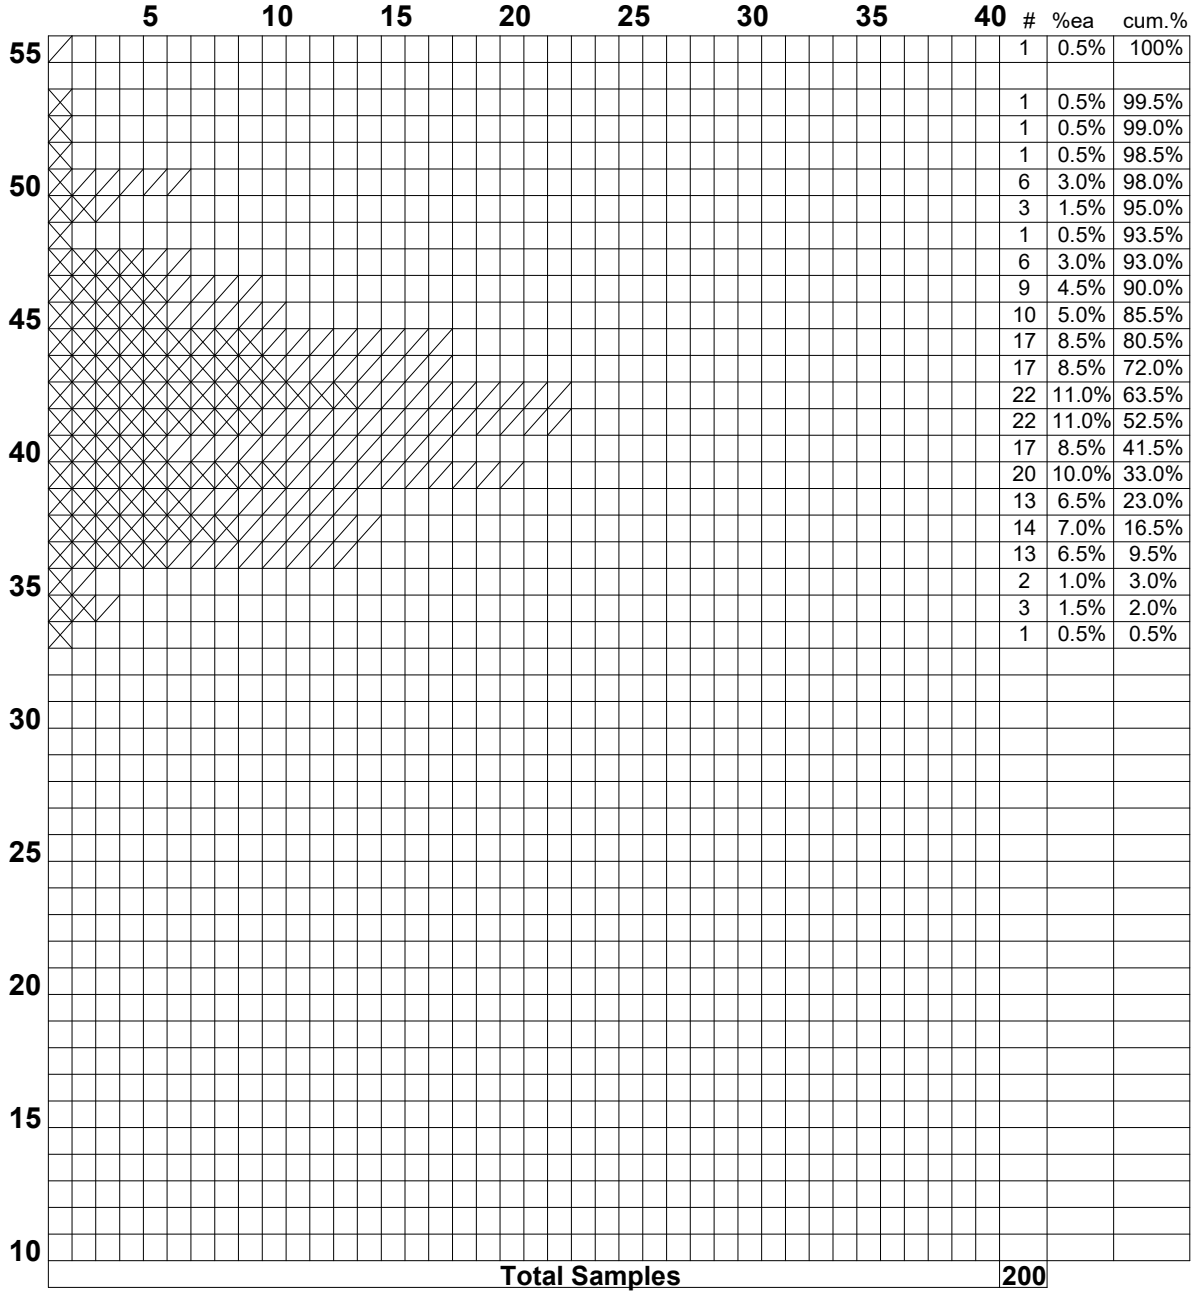 5 10 15 20 25 30 35 40 # %ea cum.%
55 1 0.5% 100%
1 0.5% 99.5%
1 0.5% 99.0%
1 0.5% 98.5%
50 6 3.0% 98.0%
3 1.5% 95.0%
1 0.5% 93.5%
6 3.0% 93.0%
9 4.5% 90.0%
45 10 5.0% 85.5%
17 8.5% 80.5%
17 8.5% 72.0%
22 11.0% 63.5%
22 11.0% 52.5%
40 17 8.5% 41.5%
20 10.0% 33.0%
13 6.5% 23.0%
14 7.0% 16.5%
13 6.5% 9.5%
35 2 1.0% 3.0%
3 1.5% 2.0%
1 0.5% 0.5%
30
25
20
15
10
Total Samples 200